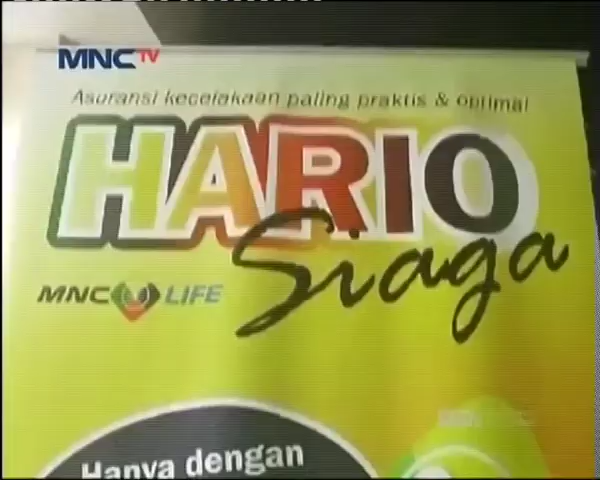 MNCTV
Asuransi kecelakaan paling praktis & optimal
HARIO
Siaga
MNC LIFE
Hanya dengan